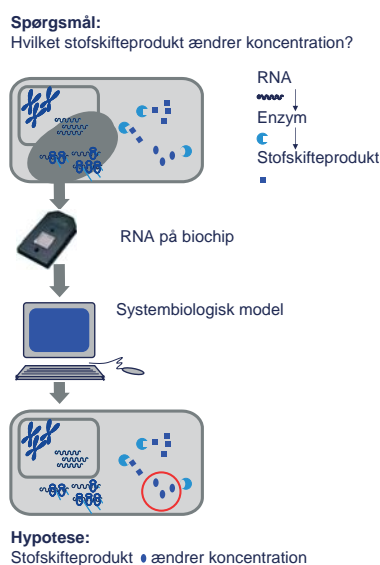 Spørgsmål:
Hvilket stofskifteprodukt ændrer koncentration?
RNA
Enzym
Stofskifteprodukt
RNA på biochip
Systembiologisk model
Hypotese:
Stofskifteprodukt ændrer koncentration